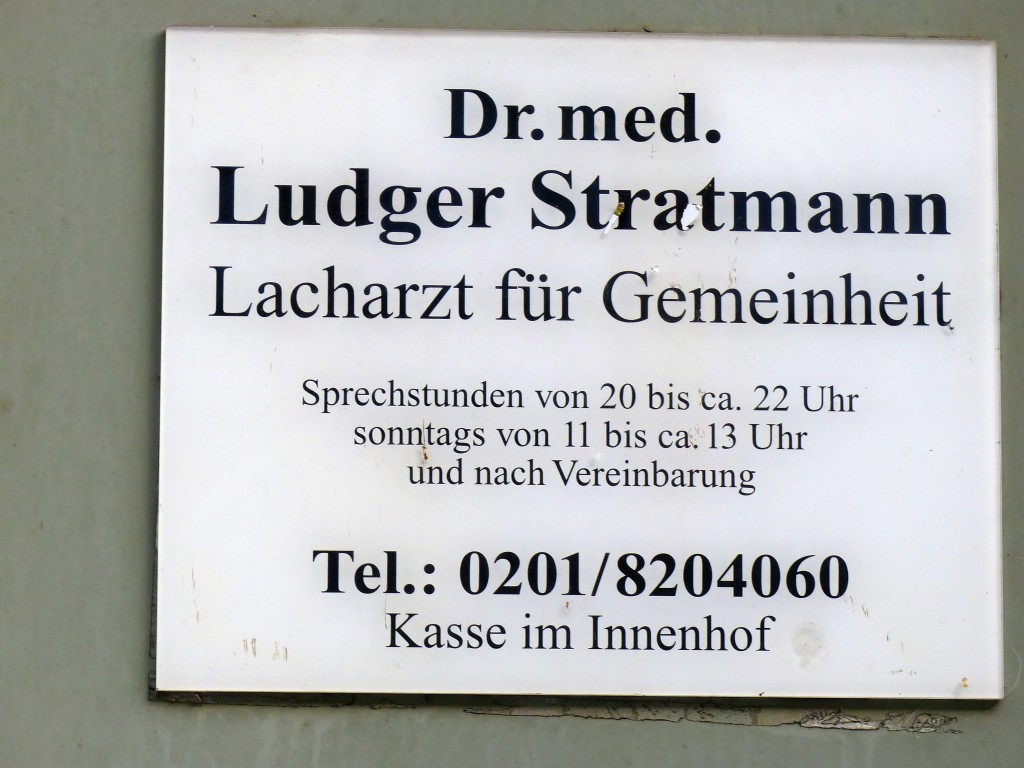 Dr. med.
Ludger Stratmann
Lacharzt für Gemeinheit
Sprechstunden von 20 bis ca. 22 Uhr
sonntags von 11 bis ca. 13 Uhr
und nach Vereinbarung
Tel.: 0201/8204060
Kasse im Innenhof